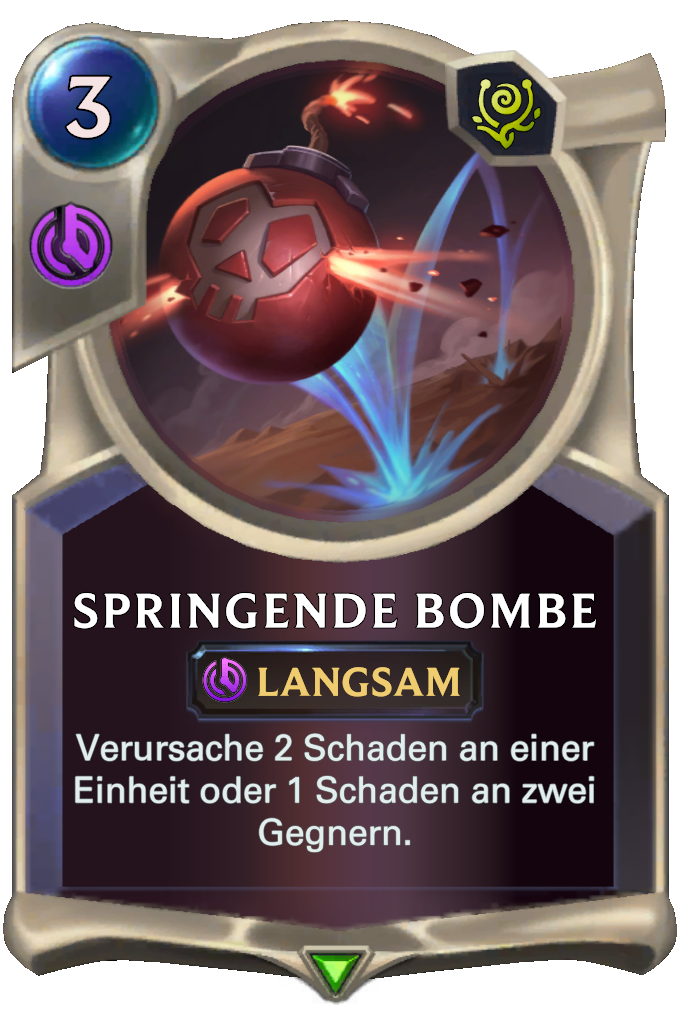 3
SPRINGENDE BOMBE
LANGSAM
Verursache 2 Schaden an einer
Einheit oder 1 Schaden an zwei
Gegnern.